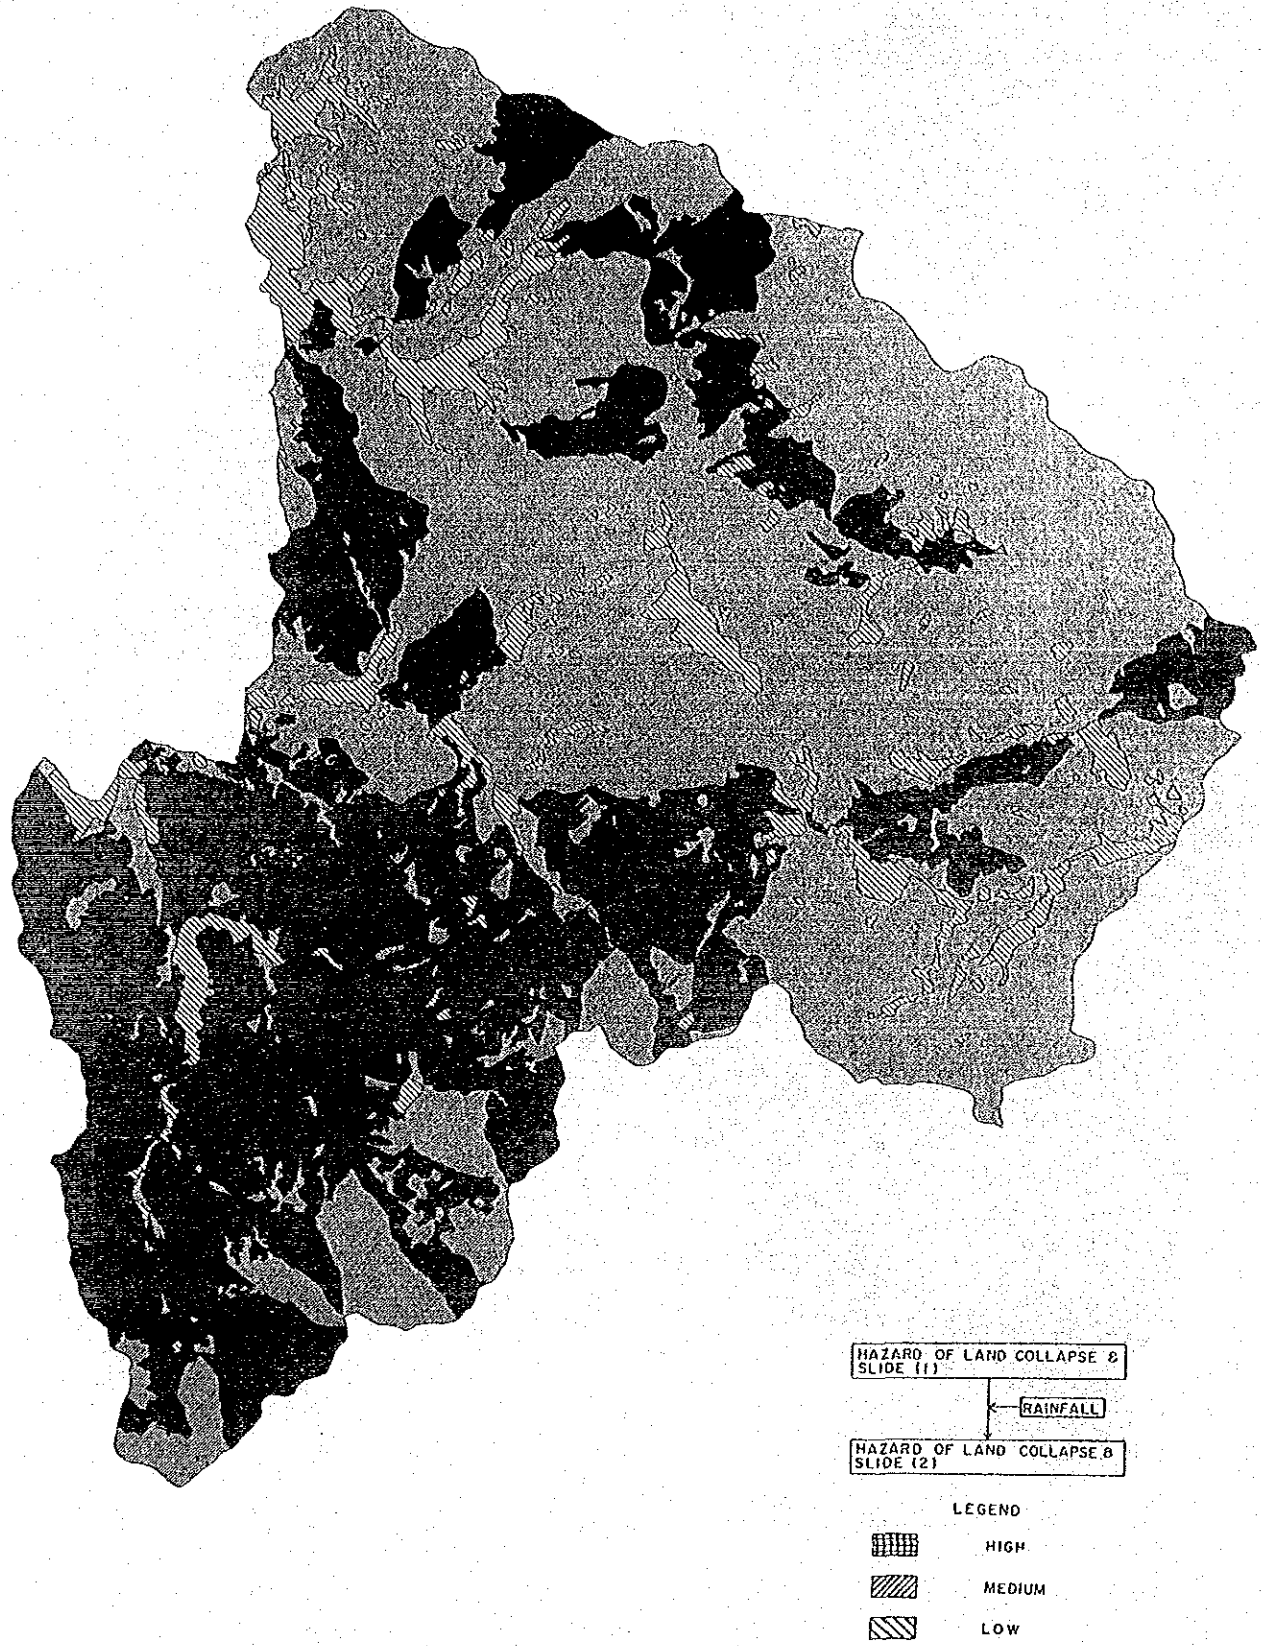 HAZARD OF LAND COLLAPSE &
SLIDE (1)
RAINFALL
HAZARD OF LAND COLLAPSE &
SLIDE (2)
LEGEND
HIGH
MEDIUM
LOW